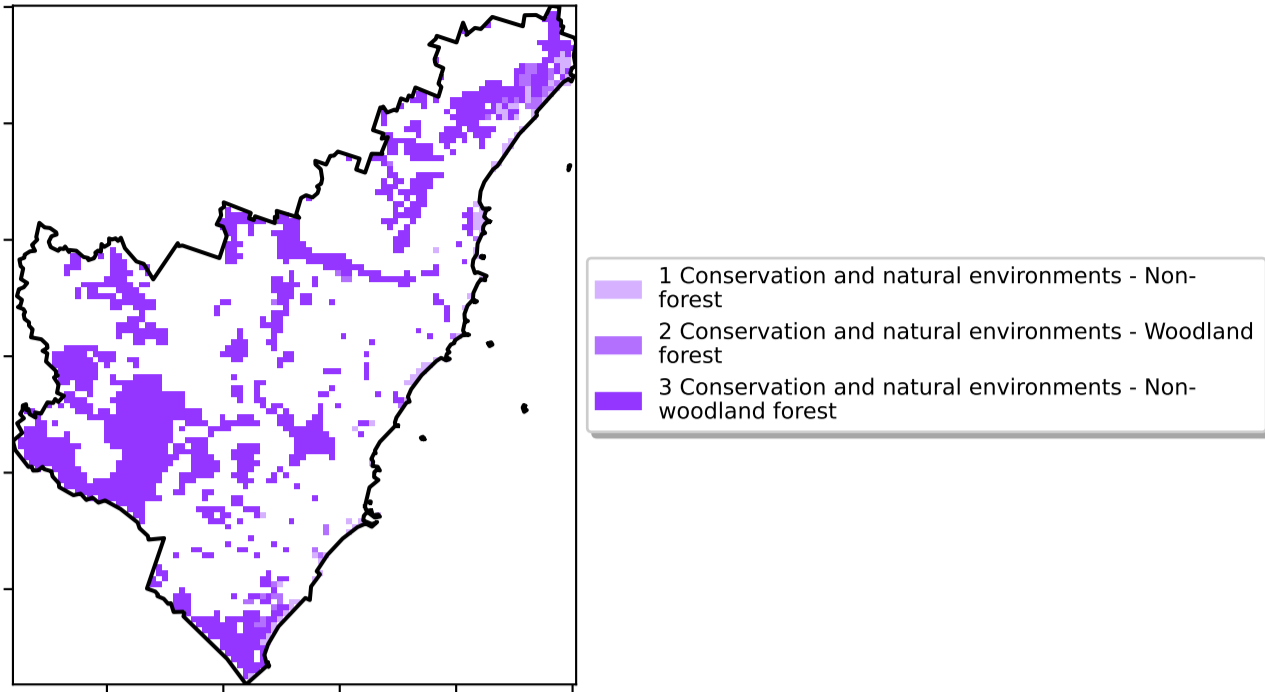 1 Conservation and natural environments - Non-
forest
2 Conservation and natural environments - Woodland
forest
3 Conservation and natural environments - Non-
woodland forest